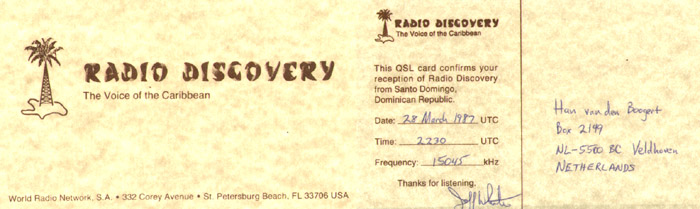 RADIO DISCOVERY
The Voice of the Caribbean
World Radio Network, S.A. • 332 Corey Avenue • St. Petersburg Beach, FL 33706 USA
RADIO DISCOVERY
The Voice of the Caribbean
This QSL card confirms your
reception of Radio Discovery
from Santo Domingo,
Dominican Republic.
Date: 28 March 1987 UTC
Time: 2230 UTC
Frequency: 15045 kHz
Thanks for listening,
Han van den Boogert
Box 2199
NL-5500 BC Veldhoven
NETHERLANDS